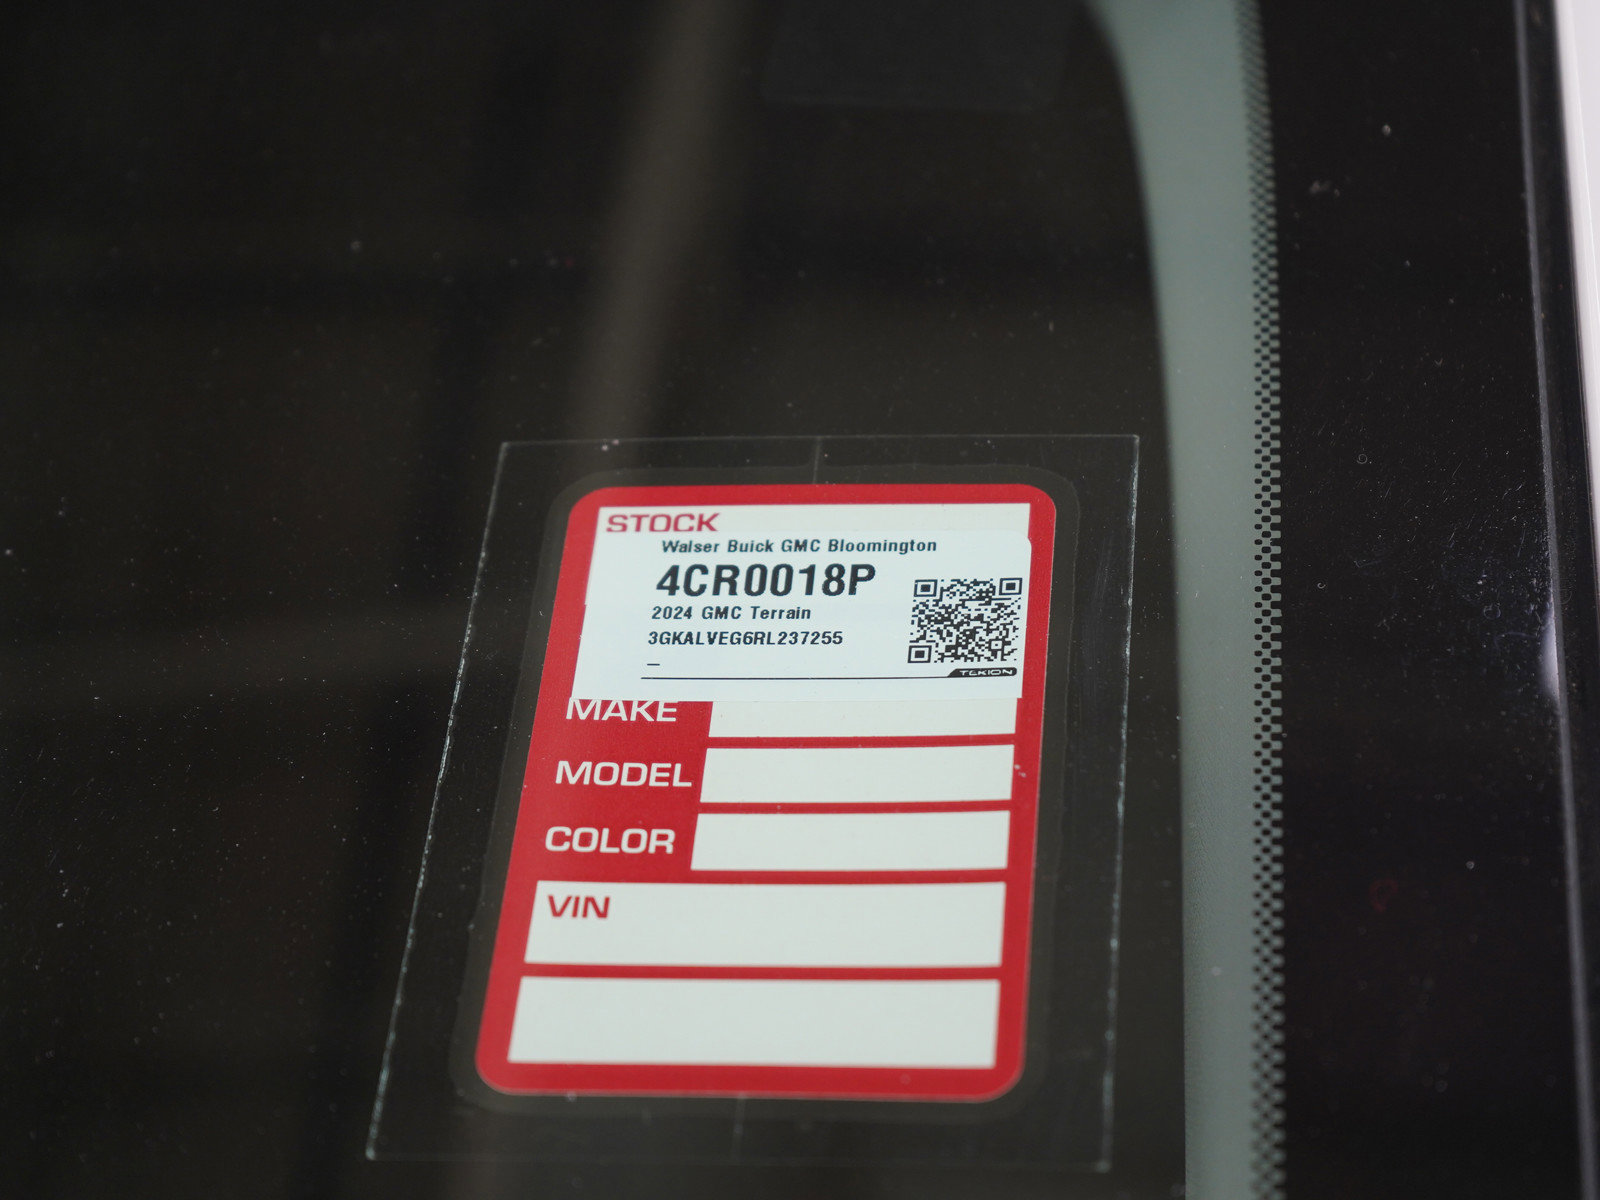 STOCK
Walser Buick GMC Bloomington
4CR0018P
2024 GMC Terrain
3GKALVEG6RL237255
–
TEKION
MAKE
MODEL
COLOR
VIN